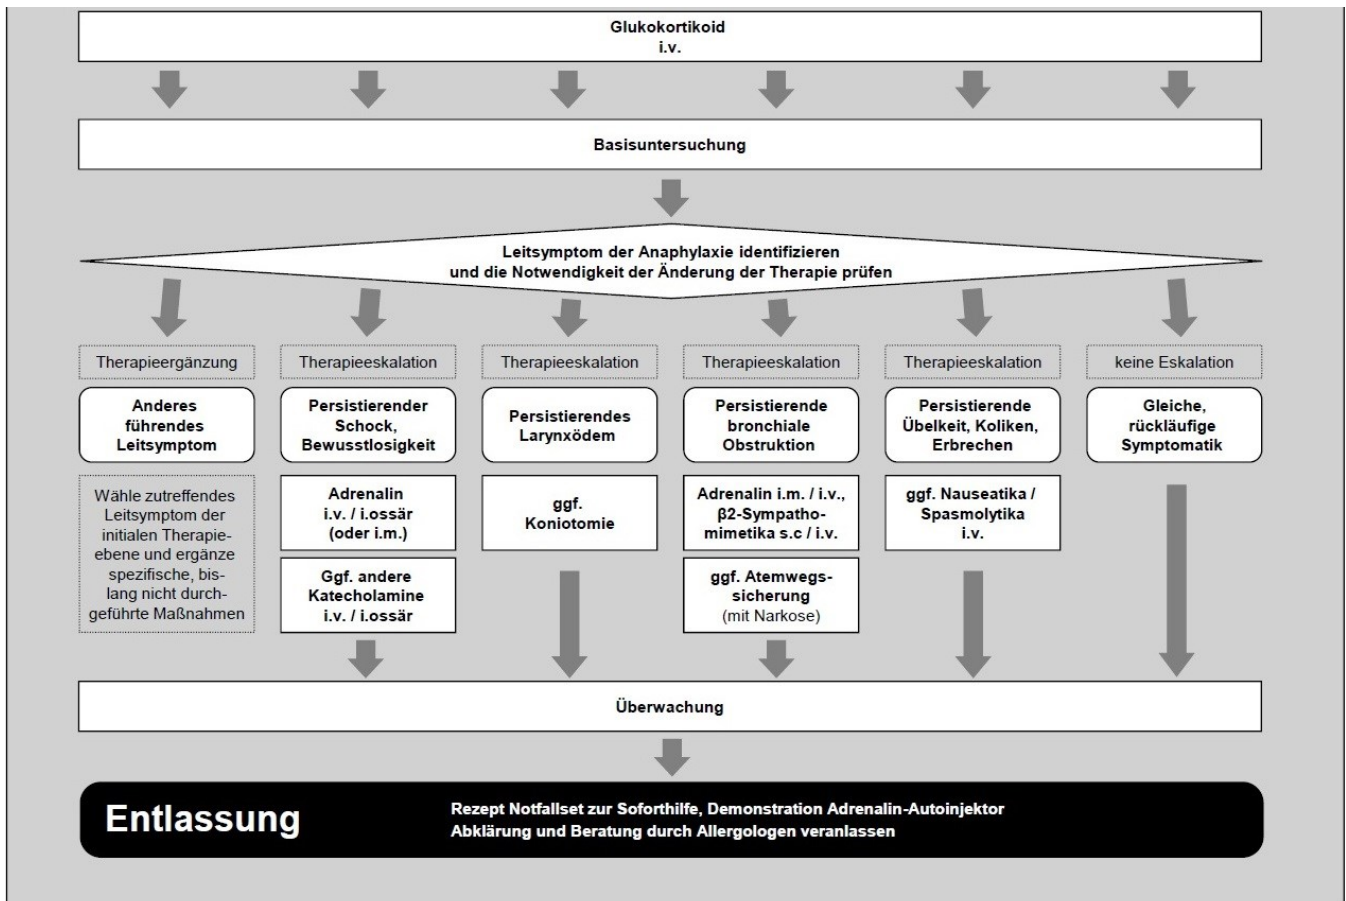 Glukokortikoid
i.v.
Basisuntersuchung
Leitsymptom der Anaphylaxie identifizieren
und die Notwendigkeit der Änderung der Therapie prüfen
Therapieergänzung
Anderes
führendes
Leitsymptom
Wähle zutreffendes
Leitsymptom der
initialen Therapie-
ebene und ergänze
spezifische, bis-
lang nicht durch-
geführte Maßnahmen
Therapieeskalation
Persistierender
Schock,
Bewusstlosigkeit
Adrenalin
i.v. / i.ossär
(oder i.m.)
Ggf. andere
Katecholamine
i.v. / i.ossär
Therapieeskalation
Persistierendes
Larynxödem
ggf.
Koniotomie
Therapieeskalation
Persistierende
bronchiale
Obstruktion
Adrenalin i.m. / i.v.,
β2-Sympatho-
mimetika s.c / i.v.
ggf. Atemwegs-
sicherung
(mit Narkose)
Therapieeskalation
Persistierende
Übelkeit, Koliken,
Erbrechen
ggf. Nauseatika /
Spasmolytika
i.v.
keine Eskalation
Gleiche,
rückläufige
Symptomatik
Überwachung
Entlassung
Rezept Notfallset zur Soforthilfe, Demonstration Adrenalin-Autoinjektor
Abklärung und Beratung durch Allergologen veranlassen